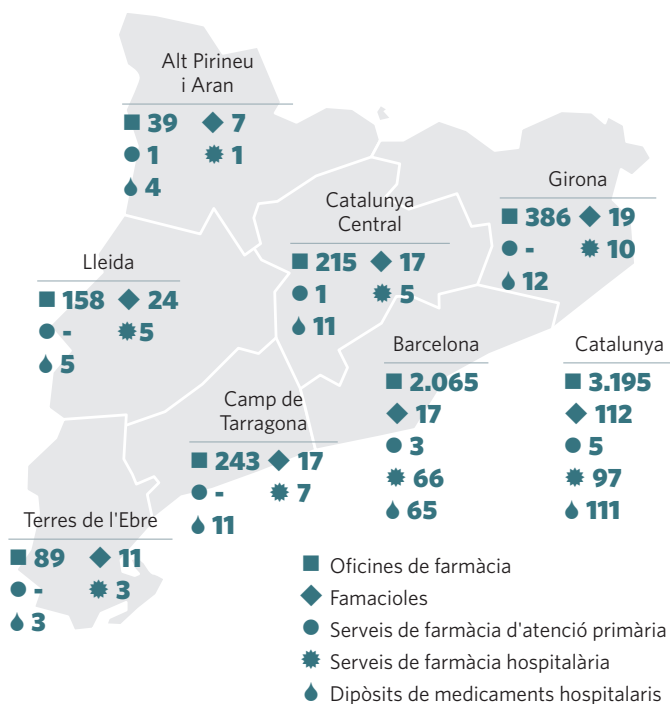 Alt Pirineu
i Aran
39 7
1 1
4
Girona
386 19
- 10
12
Catalunya
Central
215 17
1 5
11
Lleida
158 24
- 5
5
Barcelona
2.065
17
3
66
65
Catalunya
3.195
112
5
97
111
Camp de
Tarragona
243 17
- 7
11
Terres de l'Ebre
89 11
- 3
3
Oficines de farmàcia
Famacioles
Serveis de farmàcia d'atenció primària
Serveis de farmàcia hospitalària
Dipòsits de medicaments hospitalaris